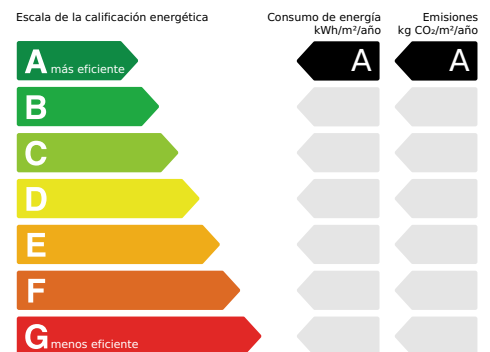 Escala de la calificación energética
Consumo de energía
kWh/m²/año
Emisiones
kg CO₂/m²/año
A más eficiente
A
A
B
C
D
E
F
G menos eficiente